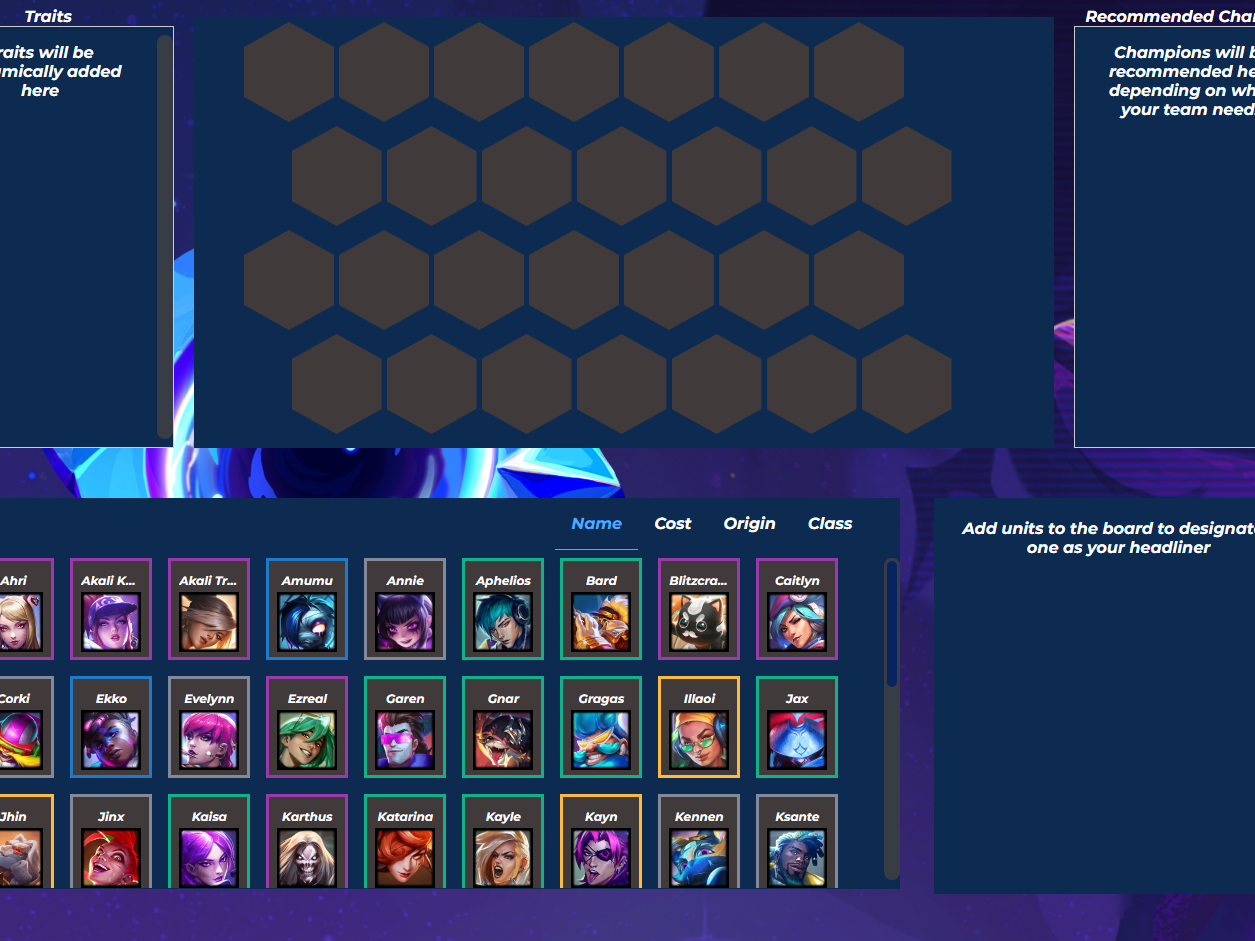 Traits
raits will be
mically added
here
Recommended Cha
Champions will b
recommended he
depending on wh
your team need
Name Cost Origin Class
Ahri Akali K... Akali Tr... Amumu Annie Aphelios Bard Blitzcra... Caitlyn
Corki Ekko Evelynn Ezreal Garen Gnar Gragas Illaoi Jax
Jhin Jinx Kaisa Karthus Katarina Kayle Kayn Kennen Ksante
Add units to the board to designat
one as your headliner